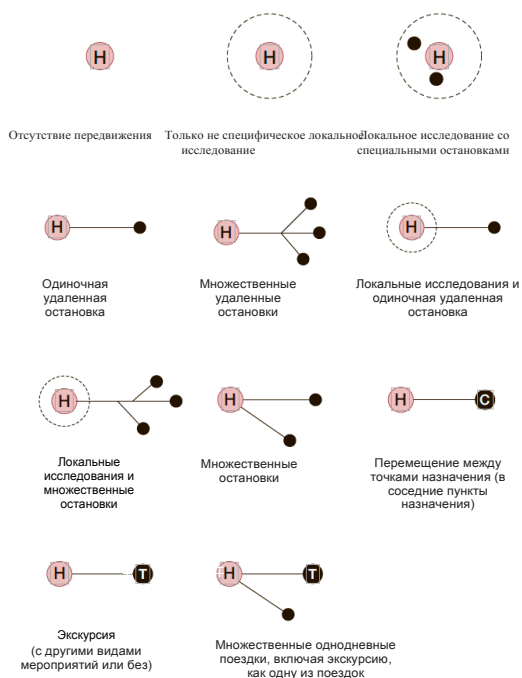 H
H
H
Отсутствие передвижения
Только не специфическое локальное
исследование
Локальное исследование со
специальными остановками
H
H
H
Одиночная
удаленная
остановка
Множественные
удаленные
остановки
Локальные исследования и
одиночная удаленная
остановка
H
H
H
C
Локальные
исследования и
множественные
остановки
Множественные
остановки
Перемещение между
точками назначения (в
соседние пункты
назначения)
H
T
H
T
Экскурсия
(с другими видами
мероприятий или без)
Множественные однодневные
поездки, включая экскурсию,
как одну из поездок